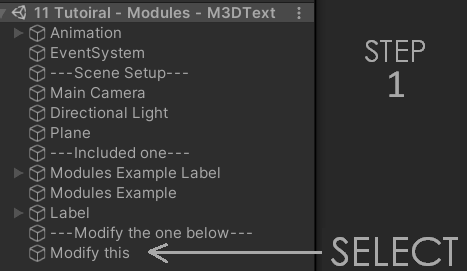 11 Tutoiral - Modules - M3DText
Animation
EventSystem
---Scene Setup---
Main Camera
Directional Light
Plane
---Included one---
Modules Example Label
Modules Example
Label
---Modify the one below---
Modify this
STEP
1
SELECT